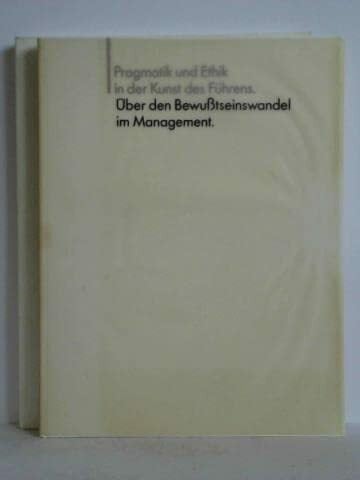 Pragmatik und Ethik
in der Kunst des Führens.
Über den Bewußtseinswandel
im Management.